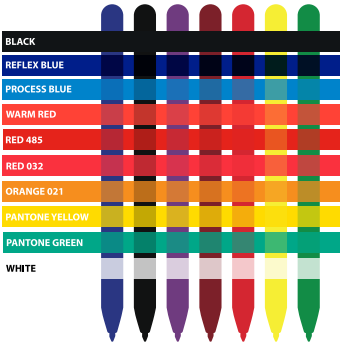 BLACK
REFLEX BLUE
PROCESS BLUE
WARM RED
RED 485
RED 032
ORANGE 021
PANTONE YELLOW
PANTONE GREEN
WHITE